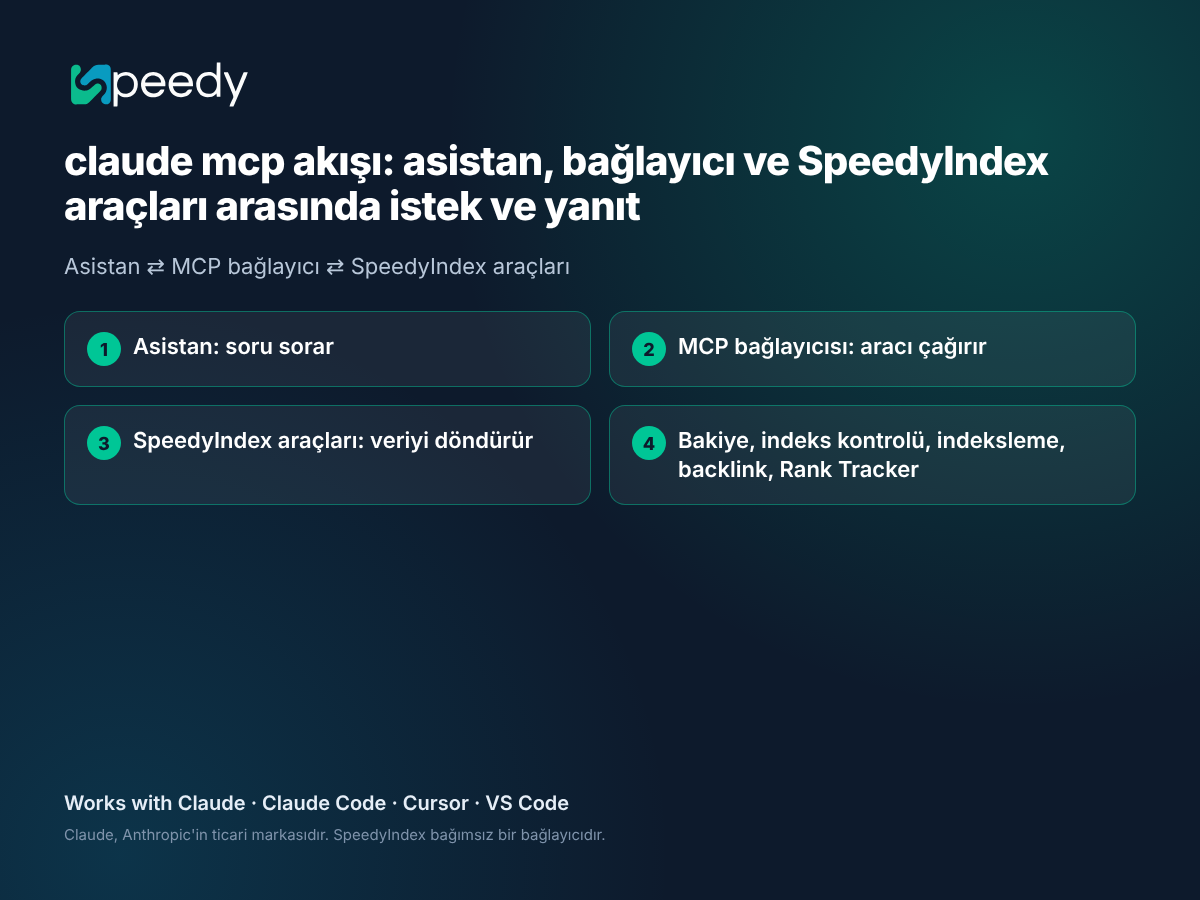 Speedy
claude mcp akışı: asistan, bağlayıcı ve SpeedyIndex
araçları arasında istek ve yanıt
Asistan ⇄ MCP bağlayıcı ⇄ SpeedyIndex araçları
1 Asistan: soru sorar
2 MCP bağlayıcısı: aracı çağırır
3 SpeedyIndex araçları: veriyi döndürür
4 Bakiye, indeks kontrolü, indeksleme,
backlink, Rank Tracker
Works with Claude · Claude Code · Cursor · VS Code
Claude, Anthropic'in ticari markasıdır. SpeedyIndex bağımsız bir bağlayıcıdır.